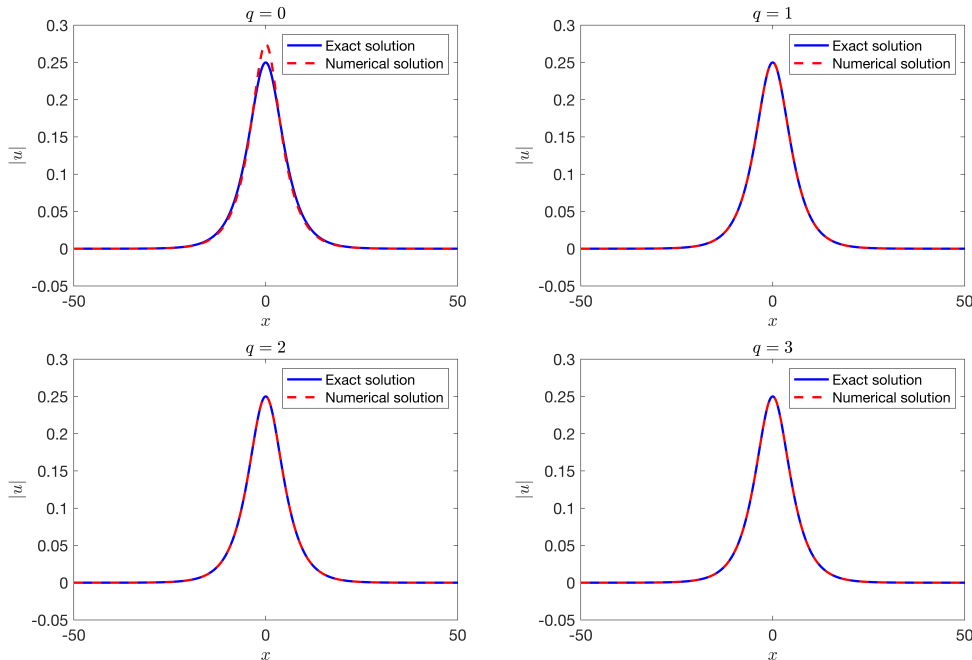 q = 0
0.3
0.25
0.2
0.15
0.1
0.05
0
-0.05
-50
0
50
|u|
x
Exact solution
Numerical solution
q = 1
0.3
0.25
0.2
0.15
0.1
0.05
0
-0.05
-50
0
50
|u|
x
Exact solution
Numerical solution
q = 2
0.3
0.25
0.2
0.15
0.1
0.05
0
-0.05
-50
0
50
|u|
x
Exact solution
Numerical solution
q = 3
0.3
0.25
0.2
0.15
0.1
0.05
0
-0.05
-50
0
50
|u|
x
Exact solution
Numerical solution